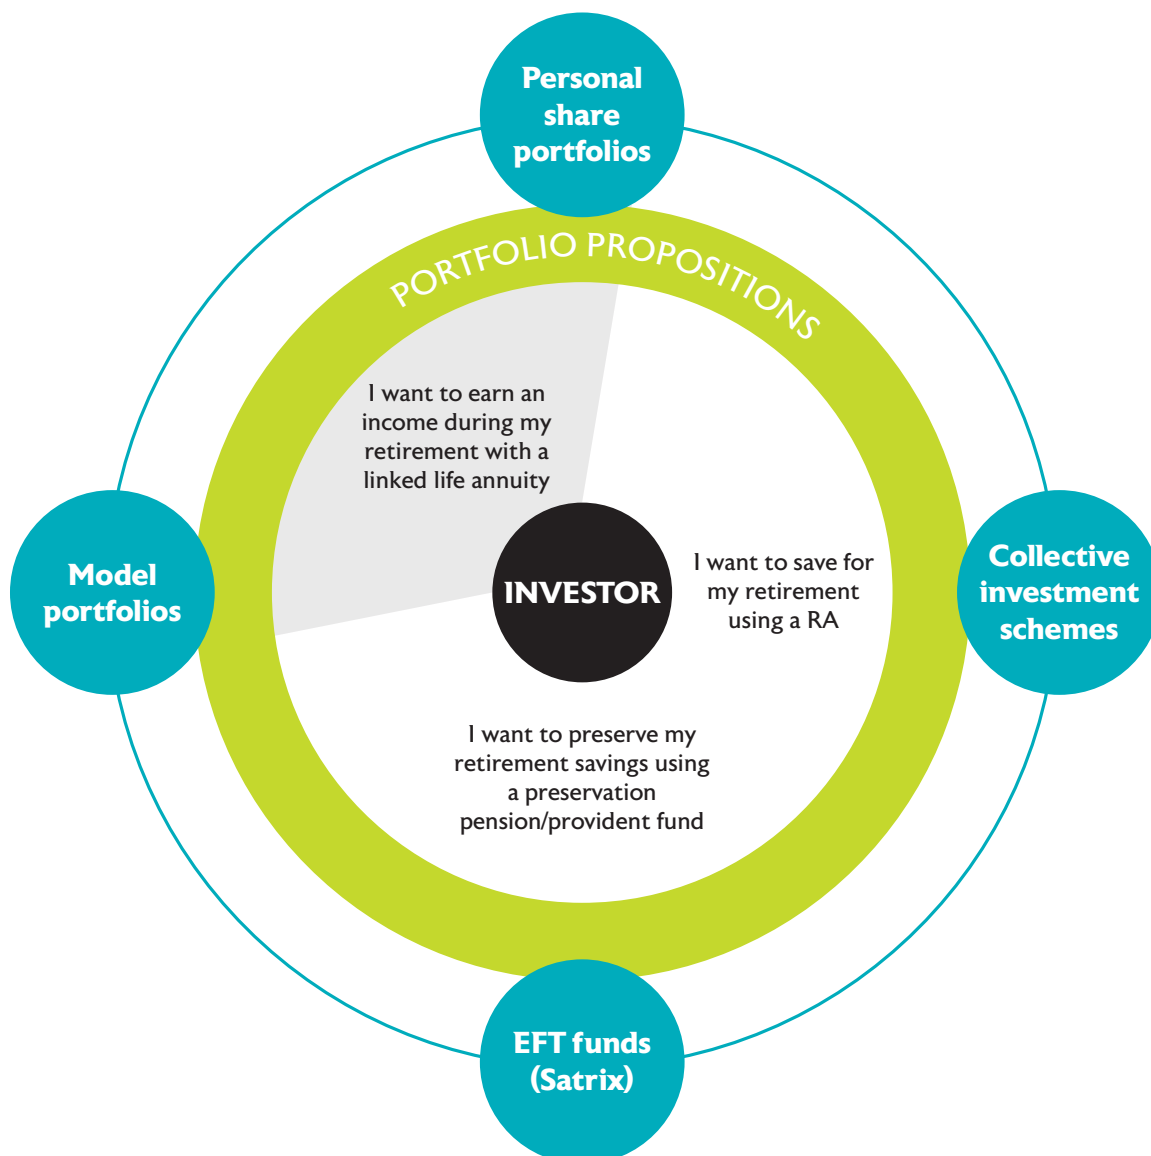 Personal
share
portfolios
PORTFOLIO PROPOSITIONS
I want to earn an
income during my
retirement with a
linked life annuity
Model
portfolios
INVESTOR
I want to save for
my retirement
using a RA
Collective
investment
schemes
I want to preserve my
retirement savings using
a preservation
pension/provident fund
EFT funds
(Satrix)